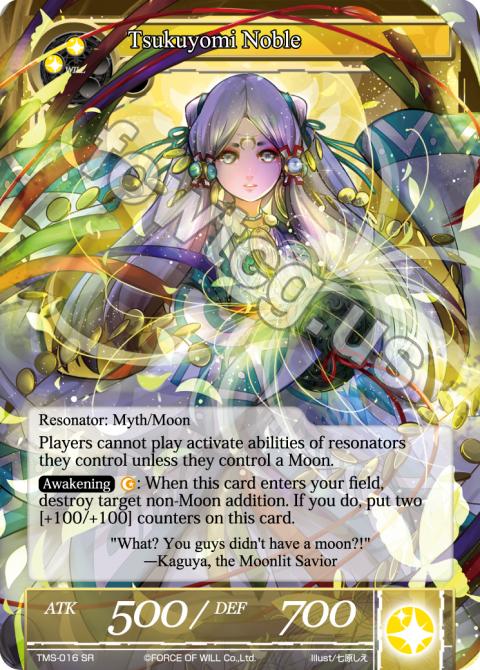 Tsukuyomi Noble
WILL
fowtcg.us
Resonator: Myth/Moon
Players cannot play activate abilities of resonators
they control unless they control a Moon.
Awakening : When this card enters your field,
destroy target non-Moon addition. If you do, put two
[+100/+100] counters on this card.
"What? You guys didn't have a moon?!"
—Kaguya, the Moonlit Savior
ATK 500 / DEF 700
TMS-016 SR ©FORCE OF WILL Co.,Ltd. Illust/七原しえ